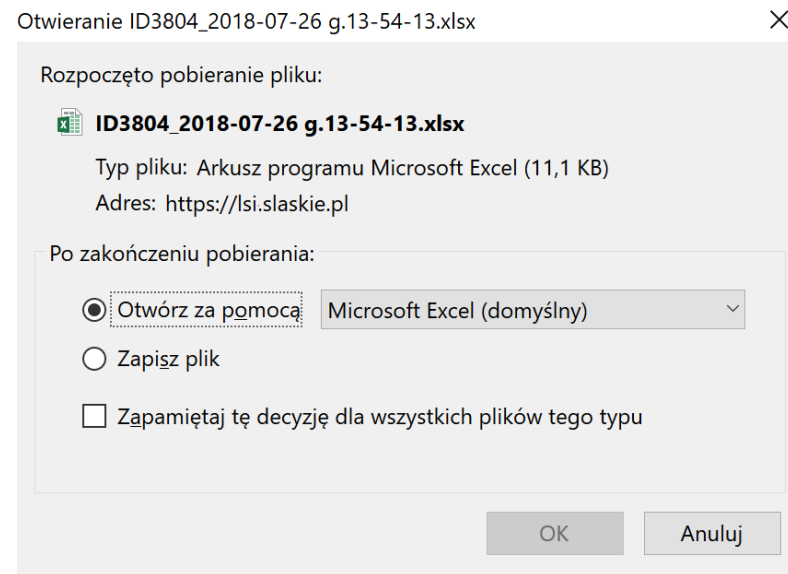 Otwieranie ID3804_2018-07-26 g.13-54-13.xlsx
Rozpoczęto pobieranie pliku:
ID3804_2018-07-26 g.13-54-13.xlsx
Typ pliku: Arkusz programu Microsoft Excel (11,1 KB)
Adres: https://lsi.slaskie.pl
Po zakończeniu pobierania:
Otwórz za pomocą Microsoft Excel (domyślny)
Zapisz plik
Zapamiętaj tę decyzję dla wszystkich plików tego typu
OK Anuluj